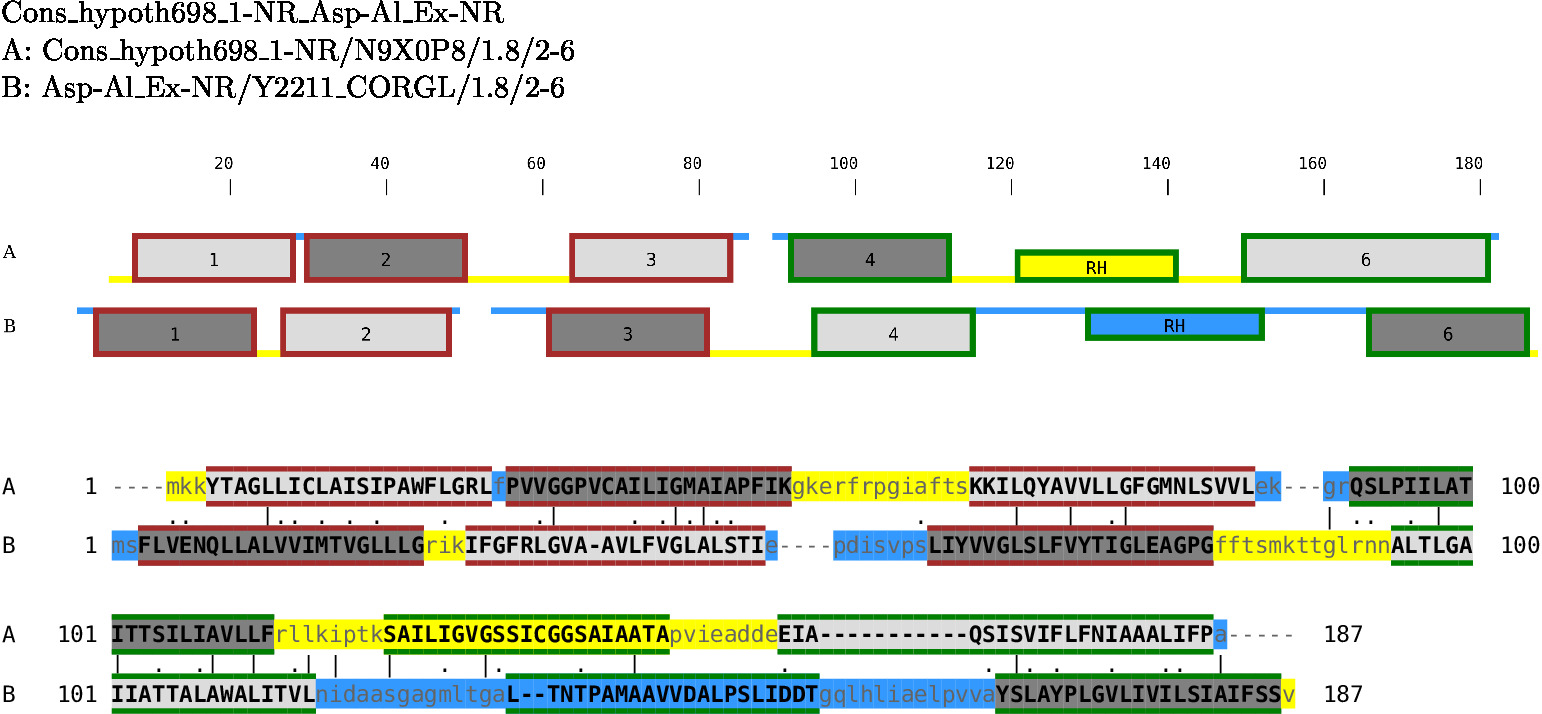 Cons_hypoth698_1-NR_Asp-Al_Ex-NR
A: Cons_hypoth698_1-NR/N9X0P8/1.8/2-6
B: Asp-Al_Ex-NR/Y2211_CORGL/1.8/2-6
20 40 60 80 100 120 140 160 180
A 1 2 3 4 RH 6
B 1 2 3 4 RH 6
A 1 ----mkkYTAGLLICLAISIPAWFLGRLfPVVGGPVCAILIGMAIAPFIKgkerfrpgiaftsKKILQYAVVLLGFGMNLSVVLek---grQSLPIILAT 100
B 1 msFLVENQLLALVVIMTVGLLLGrikIFGFRLGVA-AVLFVGLALSTIe----pdisvpsLIYVVGLSLFVYTIGLEAGPGfftsmkttglrnnALTLGA 100
A 101 ITTSILIAVLLFrllkiptkSAILIGVGSSICGGSAIAATApvieaddeEIA-----------QSISVIFLFNIAAALIFPa----- 187
B 101 IIATTALAWALITVLnidaasgagmltgaL--TNTPAMAAVVDALPSLIDDTgqlhliaelpvvaYSLAYPLGVLIVILSIAIFSSv 187